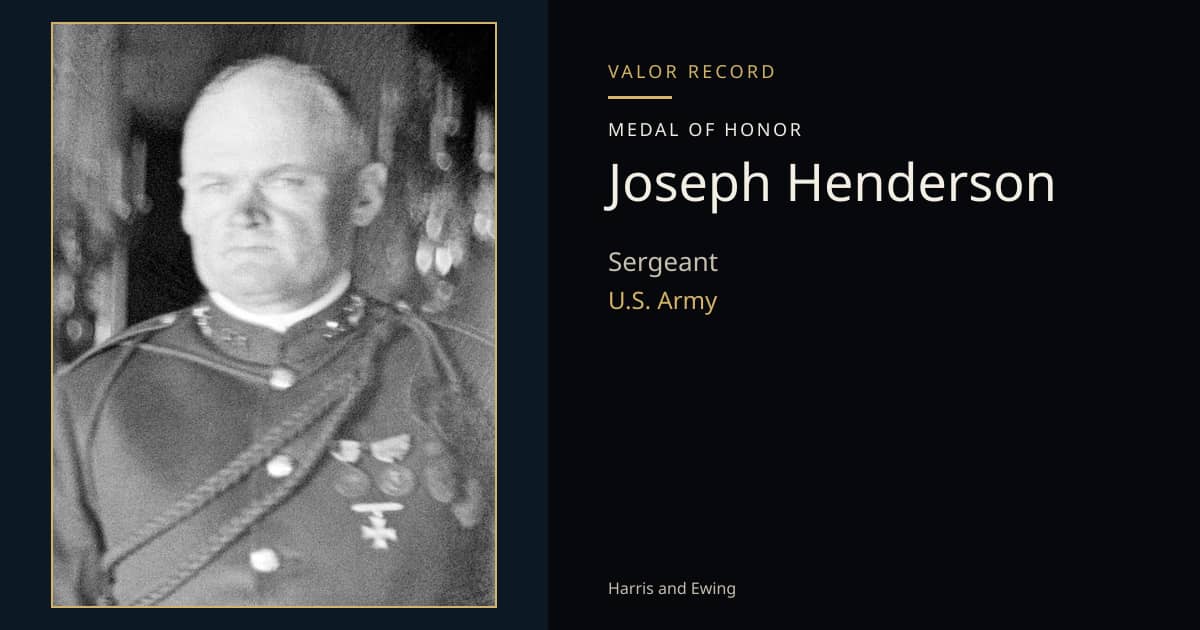 VALOR RECORD
MEDAL OF HONOR
Joseph Henderson
Sergeant
U.S. Army
Harris and Ewing